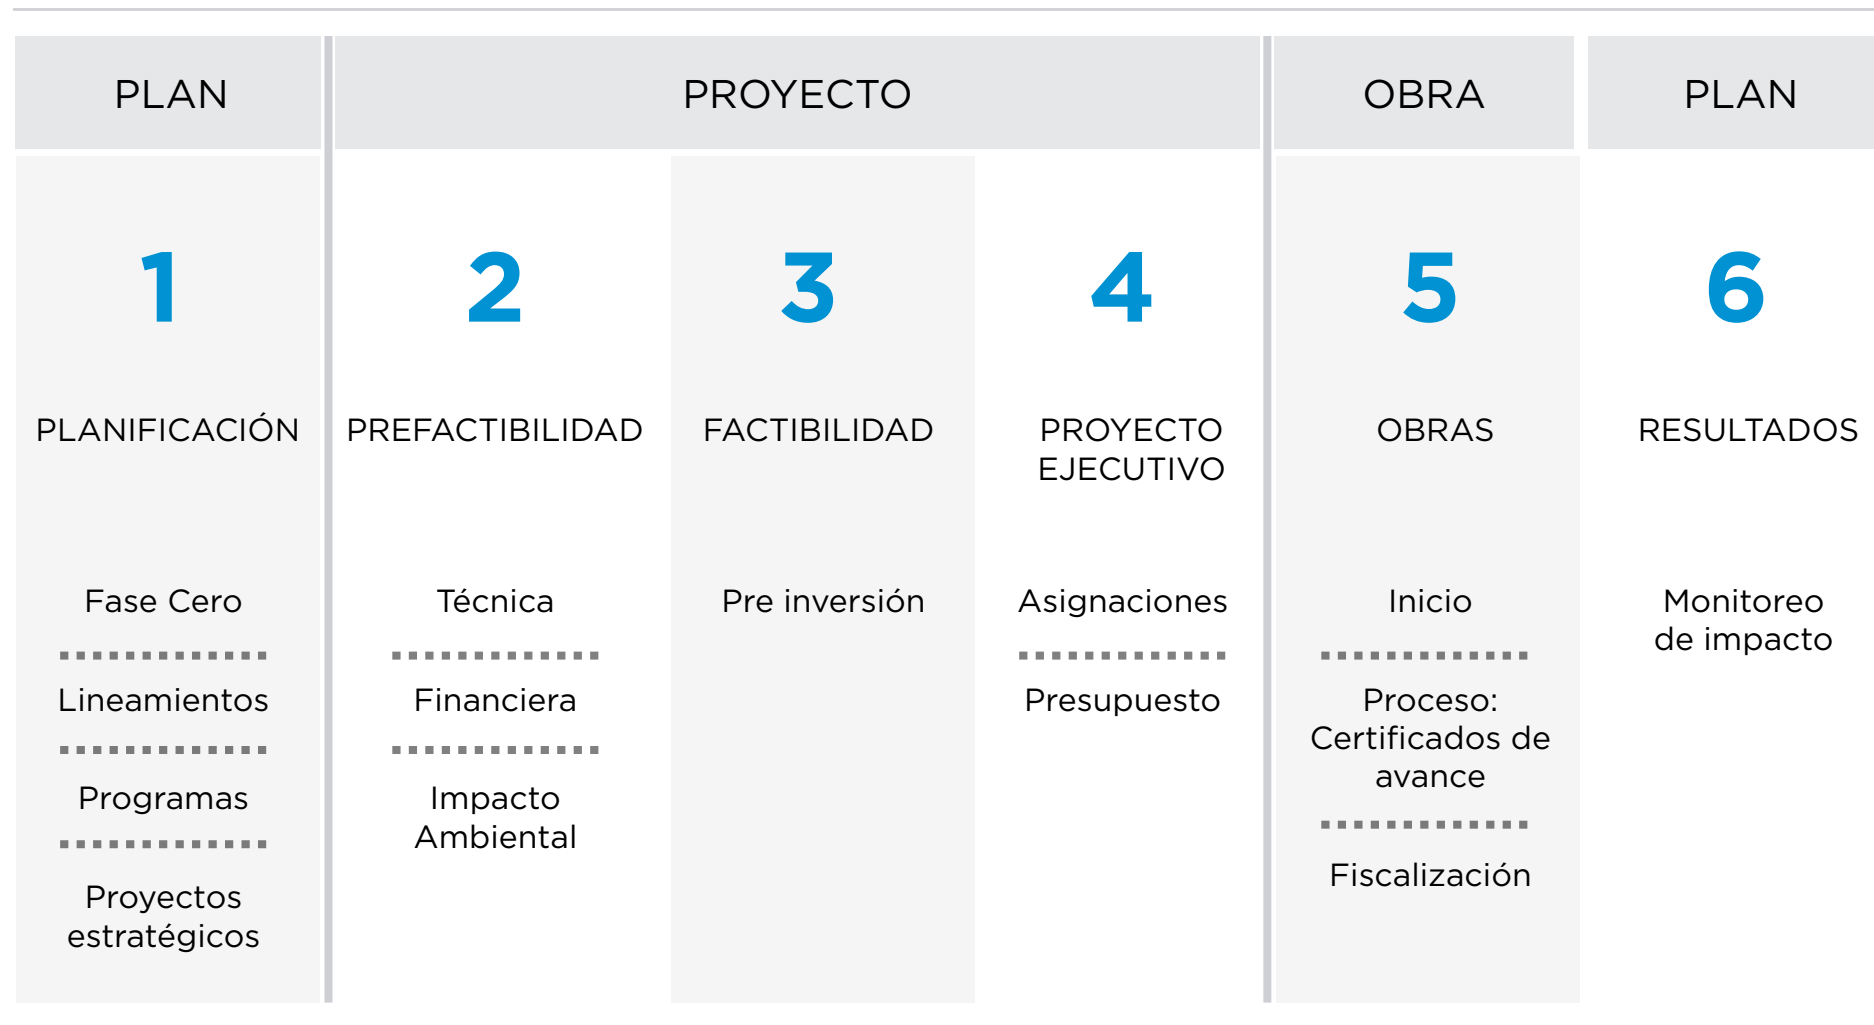 PLAN
PROYECTO
OBRA
PLAN
1
PLANIFICACIÓN
Fase Cero
Lineamientos
Programas
Proyectos
estratégicos
2
PREFACTIBILIDAD
Técnica
Financiera
Impacto
Ambiental
3
FACTIBILIDAD
Pre inversión
4
PROYECTO
EJECUTIVO
Asignaciones
Presupuesto
5
OBRAS
Inicio
Proceso:
Certificados de
avance
Fiscalización
6
RESULTADOS
Monitoreo
de impacto